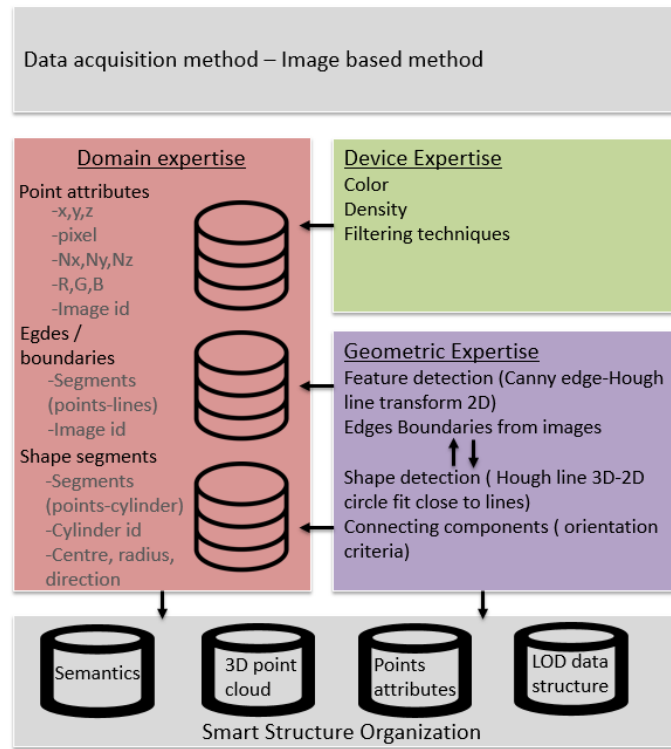 Data acquisition method – Image based method
Domain expertise
Point attributes
-x,y,z
-pixel
-Nx,Ny,Nz
-R,G,B
-Image id
Egdes /
boundaries
-Segments
(points-lines)
-Image id
Shape segments
-Segments
(points-cylinder)
-Cylinder id
-Centre, radius,
direction
Device Expertise
Color
Density
Filtering techniques
Geometric Expertise
Feature detection (Canny edge-Hough
line transform 2D)
Edges Boundaries from images
Shape detection ( Hough line 3D-2D
circle fit close to lines)
Connecting components ( orientation
criteria)
Semantics
3D point
cloud
Points
attributes
LOD data
structure
Smart Structure Organization